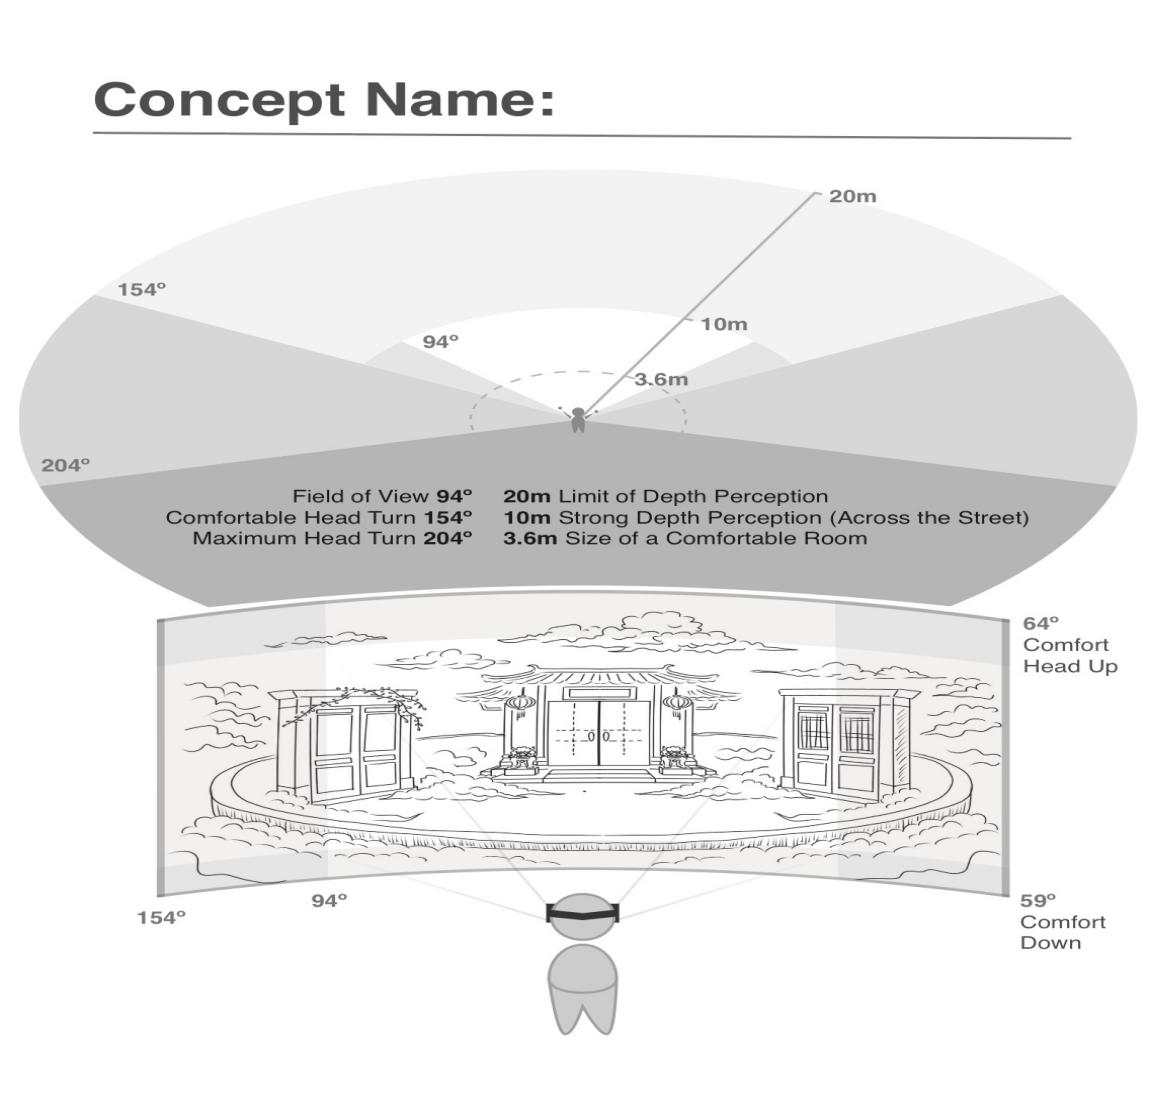 Concept Name:
20m
154º
10m
94º
3.6m
204º
Field of View 94º
Comfortable Head Turn 154º
Maximum Head Turn 204º
20m Limit of Depth Perception
10m Strong Depth Perception (Across the Street)
3.6m Size of a Comfortable Room
64º
Comfort
Head Up
94º
154º
59º
Comfort
Down